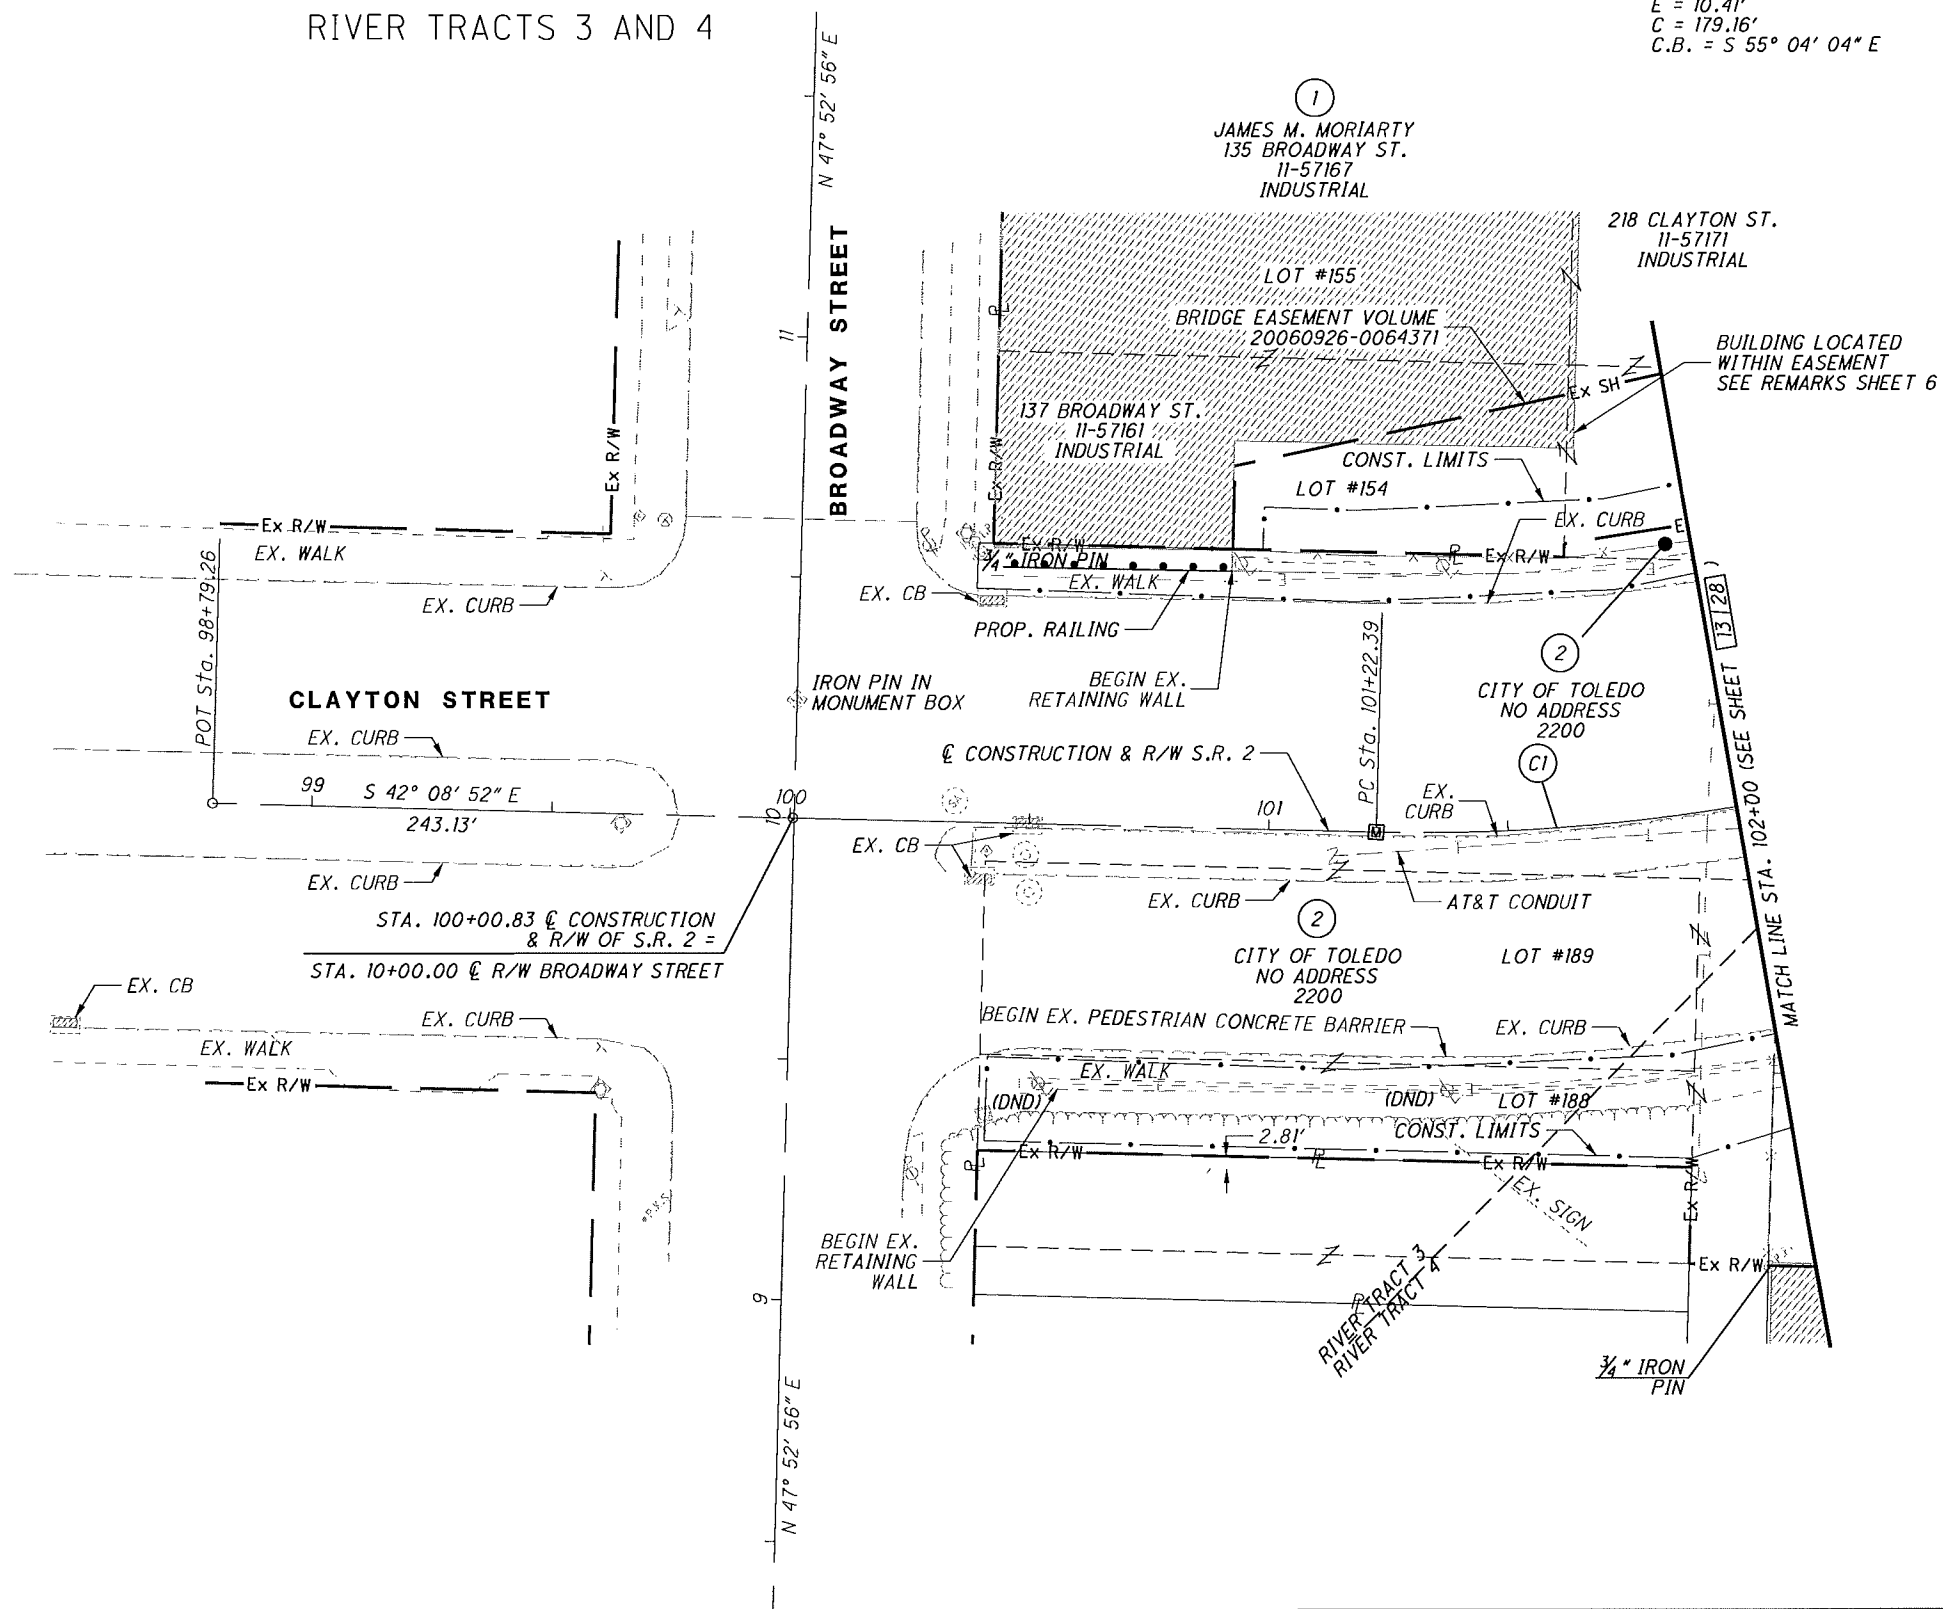 RIVER TRACTS 3 AND 4
E = 10.41'
C = 179.16'
C.B. = S 55° 04' 04" E
N 47° 52' 56" E
BROADWAY STREET
11
1
JAMES M. MORIARTY
135 BROADWAY ST.
11-57167
INDUSTRIAL
218 CLAYTON ST.
11-57171
INDUSTRIAL
LOT #155
BRIDGE EASEMENT VOLUME
20060926-0064371
BUILDING LOCATED
WITHIN EASEMENT
SEE REMARKS SHEET 6
Ex SH
137 BROADWAY ST.
11-57161
INDUSTRIAL
CONST. LIMITS
LOT #154
EX. CURB
Ex R/W
Ex R/W
Ex R/W
EX. WALK
POT Sta. 98+79.26
EX. CURB
Ex R/W
Ex R/W
E
3/4" IRON PIN
EX. WALK
EX. CB
PROP. RAILING
BEGIN EX.
RETAINING WALL
PC Sta. 101+22.39
13 28
)
2
CITY OF TOLEDO
NO ADDRESS
2200
C1
IRON PIN IN
MONUMENT BOX
CLAYTON STREET
EX. CURB
℄ CONSTRUCTION & R/W S.R. 2
99
S 42° 08' 52" E
243.13'
100
10
101
EX.
CURB
EX. CB
EX. CURB
EX. CURB
AT&T CONDUIT
MATCH LINE STA. 102+00 (SEE SHEET
STA. 100+00.83 ℄ CONSTRUCTION
& R/W OF S.R. 2 =
STA. 10+00.00 ℄ R/W BROADWAY STREET
2
CITY OF TOLEDO
NO ADDRESS
2200
LOT #189
EX. CB
EX. CURB
EX. WALK
Ex R/W
BEGIN EX. PEDESTRIAN CONCRETE BARRIER
EX. CURB
EX. WALK
(DND)
(DND)
LOT #188
2.81'
CONST. LIMITS
Ex R/W
Ex R/W
Ex R/W
EX. SIGN
BEGIN EX.
RETAINING
WALL
Ex R/W
RIVER TRACT 3
RIVER TRACT 4
9
3/4" IRON
PIN
N 47° 52' 56" E